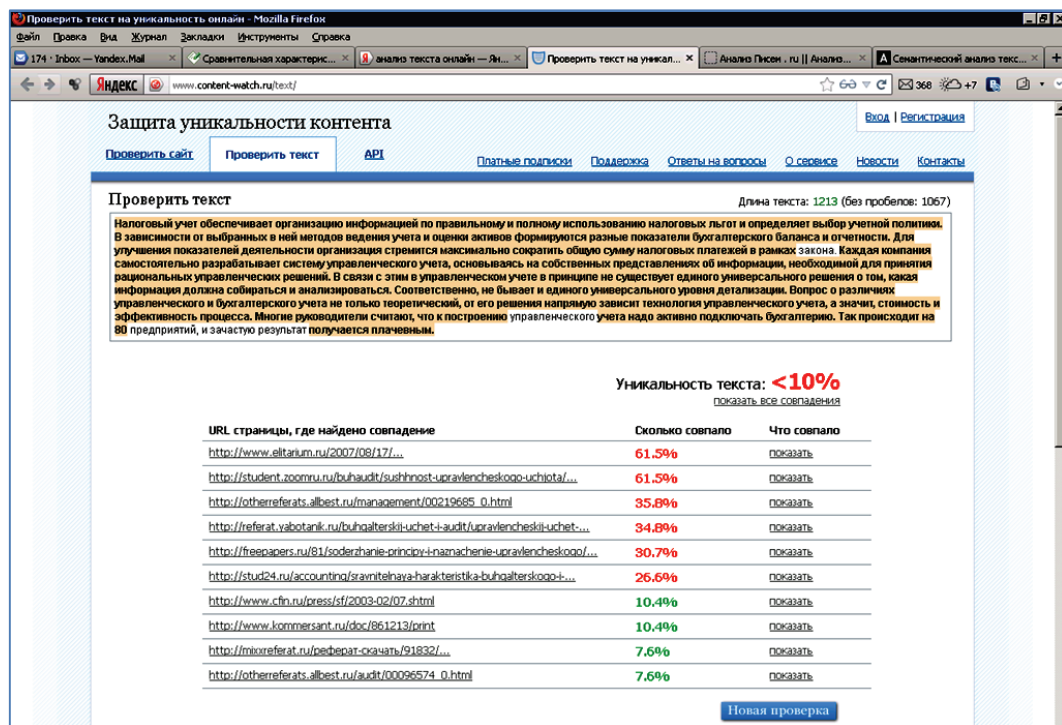 Проверить текст на уникальность онлайн - Mozilla Firefox
Файл Правка Вид Журнал Закладки Инструменты Справка
174 · Inbox — Yandex.Mail × Сравнительная характерис... × анализ текста онлайн — Ян... × Проверить текст на уникал... × Анализ Писем . ru || Анализ... × Семантический анализ текс... × +
Яндекс www.content-watch.ru/text/ 368 +7
Защита уникальности контента
Вход | Регистрация
Проверить сайт Проверить текст API Платные подписки Поддержка Ответы на вопросы О сервисе Новости Контакты
Проверить текст Длина текста: 1213 (без пробелов: 1067)
Налоговый учет обеспечивает организацию информацией по правильному и полному использованию налоговых льгот и определяет выбор учетной политики.
В зависимости от выбранных в ней методов ведения учета и оценки активов формируются разные показатели бухгалтерского баланса и отчетности. Для
улучшения показателей деятельности организация стремится максимально сократить общую сумму налоговых платежей в рамках закона. Каждая компания
самостоятельно разрабатывает систему управленческого учета, основываясь на собственных представлениях об информации, необходимой для принятия
рациональных управленческих решений. В связи с этим в управленческом учете в принципе не существует единого универсального решения о том, какая
информация должна собираться и анализироваться. Соответственно, не бывает и единого универсального уровня детализации. Вопрос о различиях
управленческого и бухгалтерского учета не только теоретический, от его решения напрямую зависит технология управленческого учета, а значит, стоимость и
эффективность процесса. Многие руководители считают, что к построению управленческого учета надо активно подключать бухгалтерию. Так происходит на
80 предприятий, и зачастую результат получается плачевным.
Уникальность текста: <10%
показать все совпадения
URL страницы, где найдено совпадение Сколько совпало Что совпало
http://www.elitarium.ru/2007/08/17/... 61.5% показать
http://student.zoomru.ru/buhaudit/sushhnost-upravlencheskogo-uchjota/... 61.5% показать
http://otherreferats.allbest.ru/management/00219685_0.html 35.8% показать
http://referat.yabotanik.ru/buhgalterskij-uchet-i-audit/upravlencheskij-uchet-... 34.8% показать
http://freepapers.ru/81/soderzhanie-principy-i-naznachenie-upravlencheskogo/... 30.7% показать
http://stud24.ru/accounting/sravnitelnaya-harakteristika-buhgalterskogo-i-... 26.6% показать
http://www.cfin.ru/press/sf/2003-02/07.shtml 10.4% показать
http://www.kommersant.ru/doc/861213/print 10.4% показать
http://mixxreferat.ru/реферат-скачать/91832/... 7.6% показать
http://otherreferats.allbest.ru/audit/00096574_0.html 7.6% показать
Новая проверка